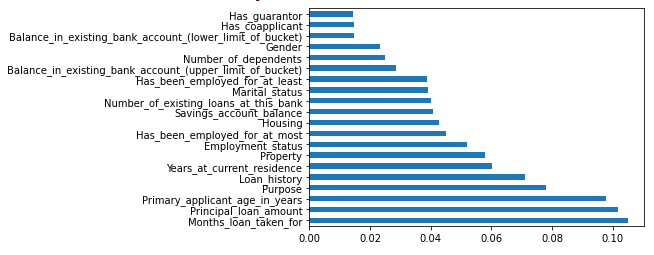 Has_guarantor
Has_coapplicant
Balance_in_existing_bank_account_(lower_limit_of_bucket)
Gender
Number_of_dependents
Balance_in_existing_bank_account_(upper_limit_of_bucket)
Has_been_employed_for_at_least
Marital_status
Number_of_existing_loans_at_this_bank
Savings_account_balance
Housing
Has_been_employed_for_at_most
Employment_status
Property
Years_at_current_residence
Loan_history
Purpose
Primary_applicant_age_in_years
Principal_loan_amount
Months_loan_taken_for
0.00 0.02 0.04 0.06 0.08 0.10